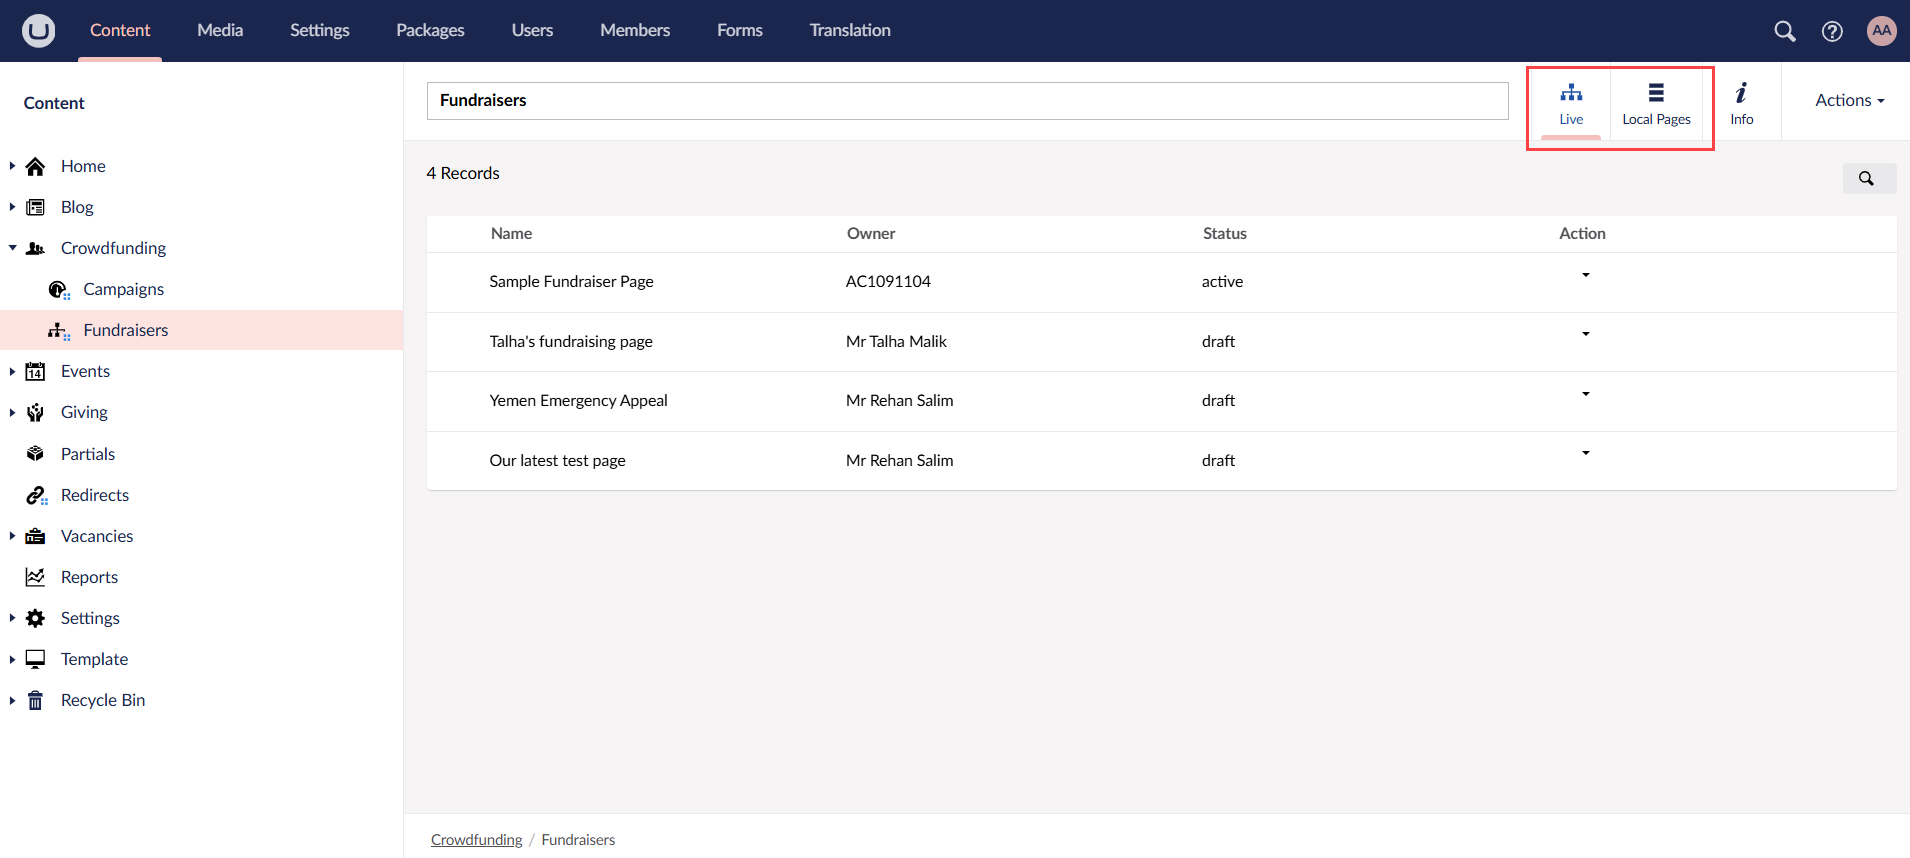 Content Media Settings Packages Users Members Forms Translation AA
Content
Home
Blog
Crowdfunding
Campaigns
Fundraisers
Events
Giving
Partials
Redirects
Vacancies
Reports
Settings
Template
Recycle Bin
Fundraisers
Live
Local Pages
Info
Actions
4 Records
Name Owner Status Action
Sample Fundraiser Page AC1091104 active
Talha's fundraising page Mr Talha Malik draft
Yemen Emergency Appeal Mr Rehan Salim draft
Our latest test page Mr Rehan Salim draft
Crowdfunding / Fundraisers